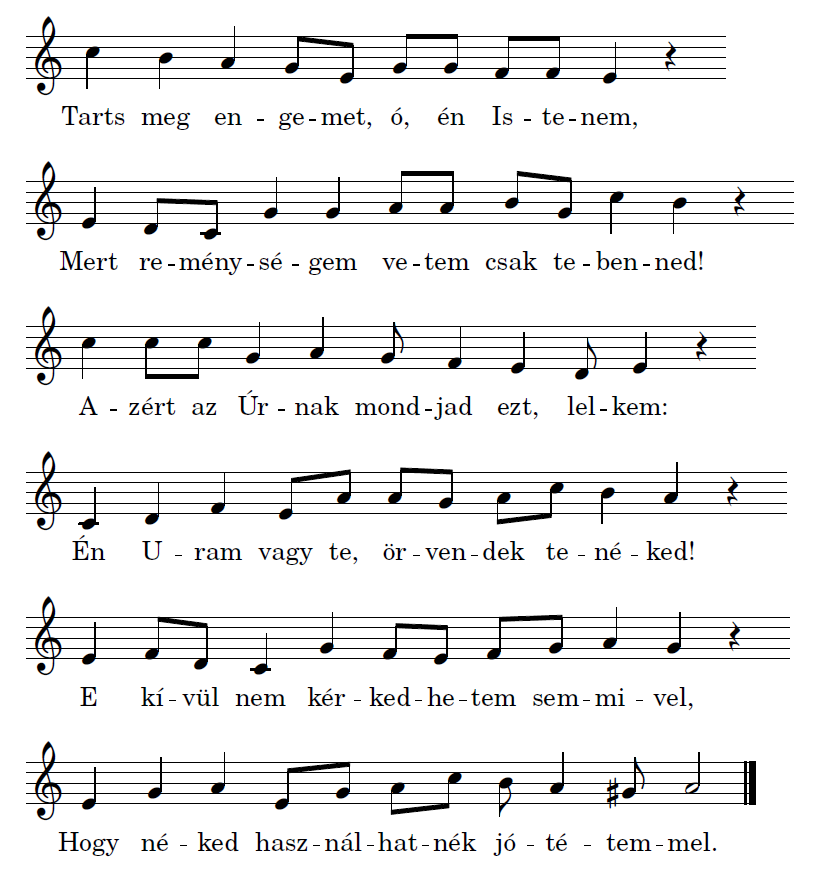 Tarts meg en - ge - met, ó, én Is - te - nem,
Mert re - mény - sé - gem ve - tem csak te - ben - ned!
A - zért az Úr - nak mond - jad ezt, lel - kem:
Én U - ram vagy te, ör - ven - dek te - né - ked!
E kí - vül nem kér - ked - he - tem sem - mi - vel,
Hogy né - ked hasz - nál - hat - nék jó - té - tem - mel.